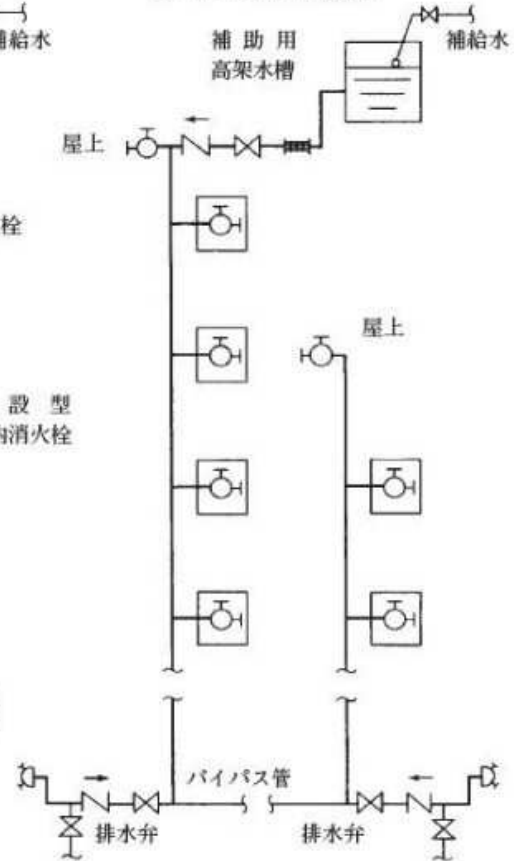 補給水
補 助 用
高架水槽
補給水
屋上
栓
屋上
設 型
内消火栓
バイパス管
排水弁
排水弁